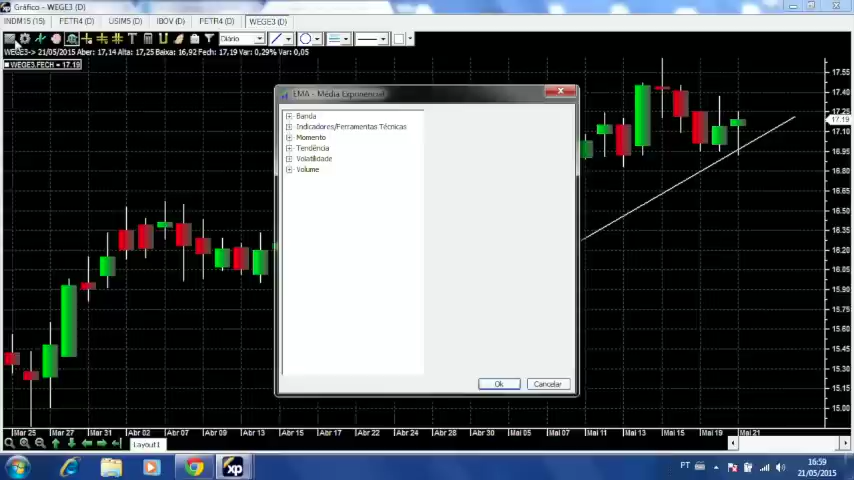 Gráfico - WEGE3 (D)
INDM15 (15) PETR4 (D) USIM5 (D) IBOV (D) PETR4 (D) WEGE3 (D)
Diário
WEGE3-> 21/05/2015 Aber: 17,14 Alta: 17,25 Baixa: 16,92 Fech: 17,19 Var: 0,29% Var: 0,05
WEGE3.FECH = 17.19
EMA - Média Exponencial
Banda
Indicadores/Ferramentas Técnicas
Momento
Tendência
Volatilidade
Volume
Ok Cancelar
17.55
17.40
17.25
17.19
16.95
16.80
16.65
16.50
16.35
16.20
16.05
15.90
15.75
15.60
15.45
15.30
15.15
15.00
Mar 25 Mar 27 Mar 31 Abr 02 Abr 07 Abr 09 Abr 13 Abr 15 Abr 17 Abr 22 Abr 24 Abr 28 Abr 30 Mai 05 Mai 07 Mai 11 Mai 13 Mai 15 Mai 19 Mai 21
Layout1
xp
PT
16:59
21/05/2015